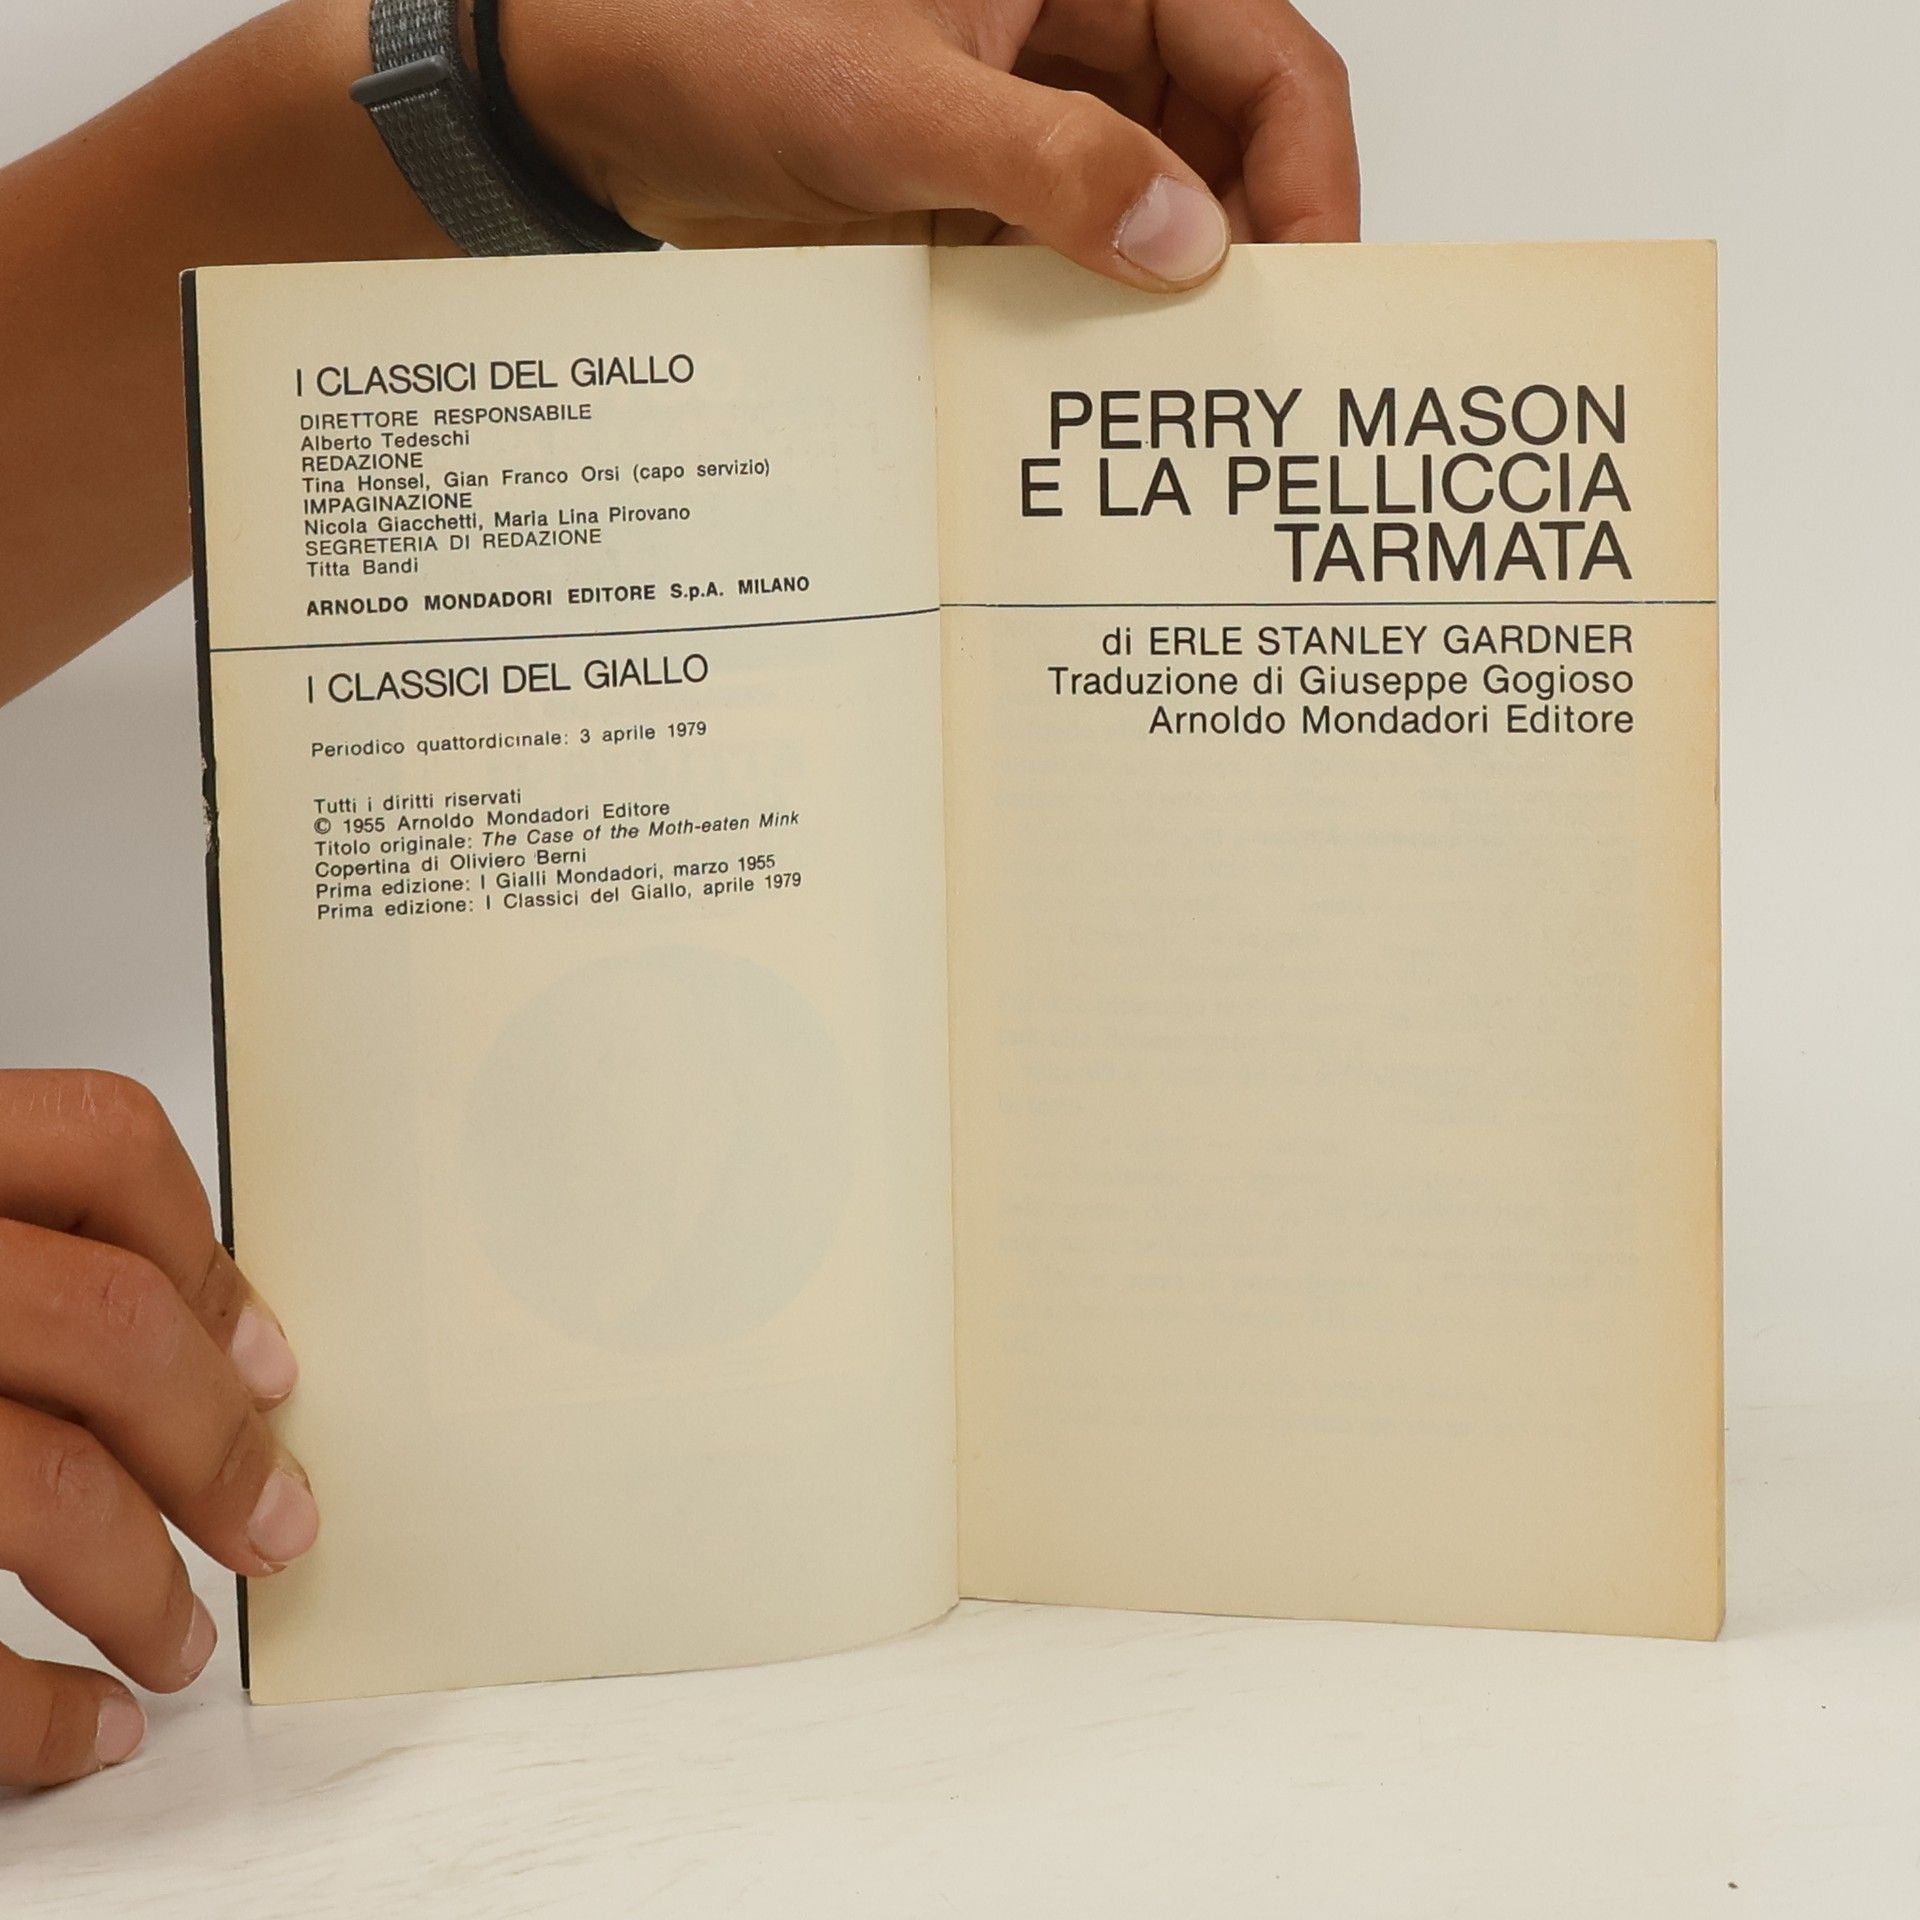 I CLASSICI DEL GIALLO
DIRETTORE RESPONSABILE
Alberto Tedeschi
REDAZIONE
Tina Honsel, Gian Franco Orsi (capo servizio)
IMPAGINAZIONE
Nicola Giacchetti, Maria Lina Pirovano
SEGRETERIA DI REDAZIONE
Titta Bandi
ARNOLDO MONDADORI EDITORE S.p.A. MILANO
I CLASSICI DEL GIALLO
Periodico quattordicinale: 3 aprile 1979
Tutti i diritti riservati
© 1955 Arnoldo Mondadori Editore
Titolo originale: The Case of the Moth-eaten Mink
Copertina di Oliviero Berni
Prima edizione: I Gialli Mondadori, marzo 1955
Prima edizione: I Classici del Giallo, aprile 1979
PERRY MASON
E LA PELLICCIA
TARMATA
di ERLE STANLEY GARDNER
Traduzione di Giuseppe Gogioso
Arnoldo Mondadori Editore